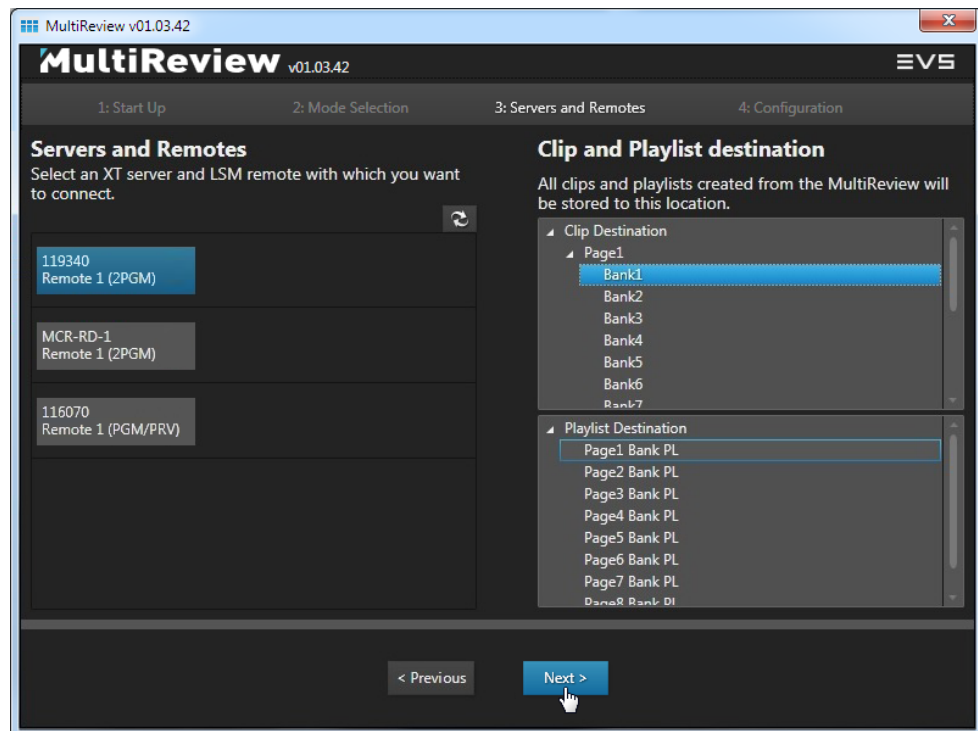 MultiReview v01.03.42
MultiReview v01.03.42
EVS
1: Start Up
2: Mode Selection
3: Servers and Remotes
4: Configuration
Servers and Remotes
Select an XT server and LSM remote with which you want
to connect.
119340
Remote 1 (2PGM)
MCR-RD-1
Remote 1 (2PGM)
116070
Remote 1 (PGM/PRV)
Clip and Playlist destination
All clips and playlists created from the MultiReview will
be stored to this location.
Clip Destination
Page1
Bank1
Bank2
Bank3
Bank4
Bank5
Bank6
Bank7
Playlist Destination
Page1 Bank PL
Page2 Bank PL
Page3 Bank PL
Page4 Bank PL
Page5 Bank PL
Page6 Bank PL
Page7 Bank PL
Page8 Bank PL
< Previous
Next >